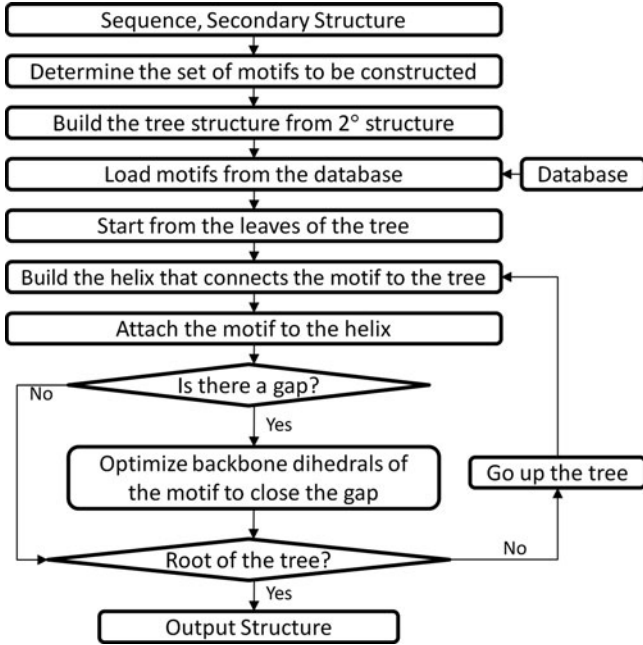 Sequence, Secondary Structure
Determine the set of motifs to be constructed
Build the tree structure from 2° structure
Load motifs from the database
Database
Start from the leaves of the tree
Build the helix that connects the motif to the tree
Attach the motif to the helix
Is there a gap?
No
Yes
Optimize backbone dihedrals of
the motif to close the gap
Go up the tree
Root of the tree?
No
Yes
Output Structure